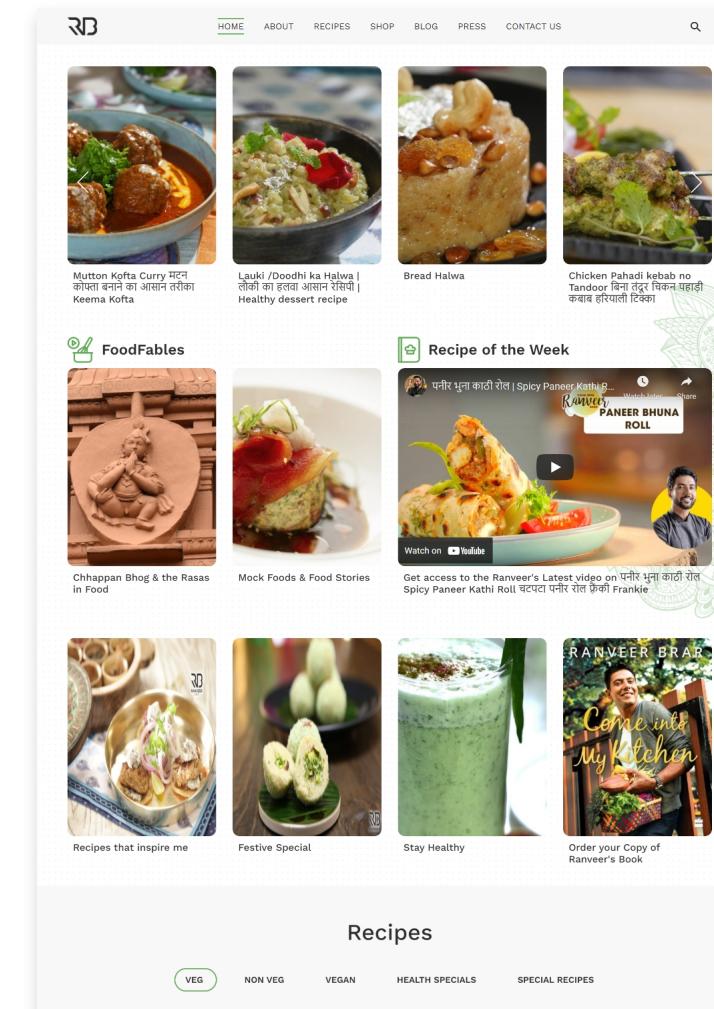 RB
HOME ABOUT RECIPES SHOP BLOG PRESS CONTACT US
Mutton Kofta Curry मटन
कोफ्ता बनाने का आसान तरीका
Keema Kofta
Lauki /Doodhi ka Halwa |
लौकी का हलवा आसान रेसिपी |
Healthy dessert recipe
Bread Halwa
Chicken Pahadi kebab no
Tandoor बिना तंदूर चिकन पहाड़ी
कबाब हरियाली टिक्का
FoodFables
Recipe of the Week
पनीर भुना काठी रोल | Spicy Paneer Kathi R...
Watch later
Share
Ranveer
PANEER BHUNA
ROLL
Watch on YouTube
Chhappan Bhog & the Rasas
in Food
Mock Foods & Food Stories
Get access to the Ranveer's Latest video on पनीर भुना काठी रोल
Spicy Paneer Kathi Roll चटपटा पनीर रोल फ्रैंकी Frankie
RB
RB
RANVEER BRAR
Come into
My Kitchen
Recipes that inspire me
Festive Special
Stay Healthy
Order your Copy of
Ranveer's Book
Recipes
VEG NON VEG VEGAN HEALTH SPECIALS SPECIAL RECIPES